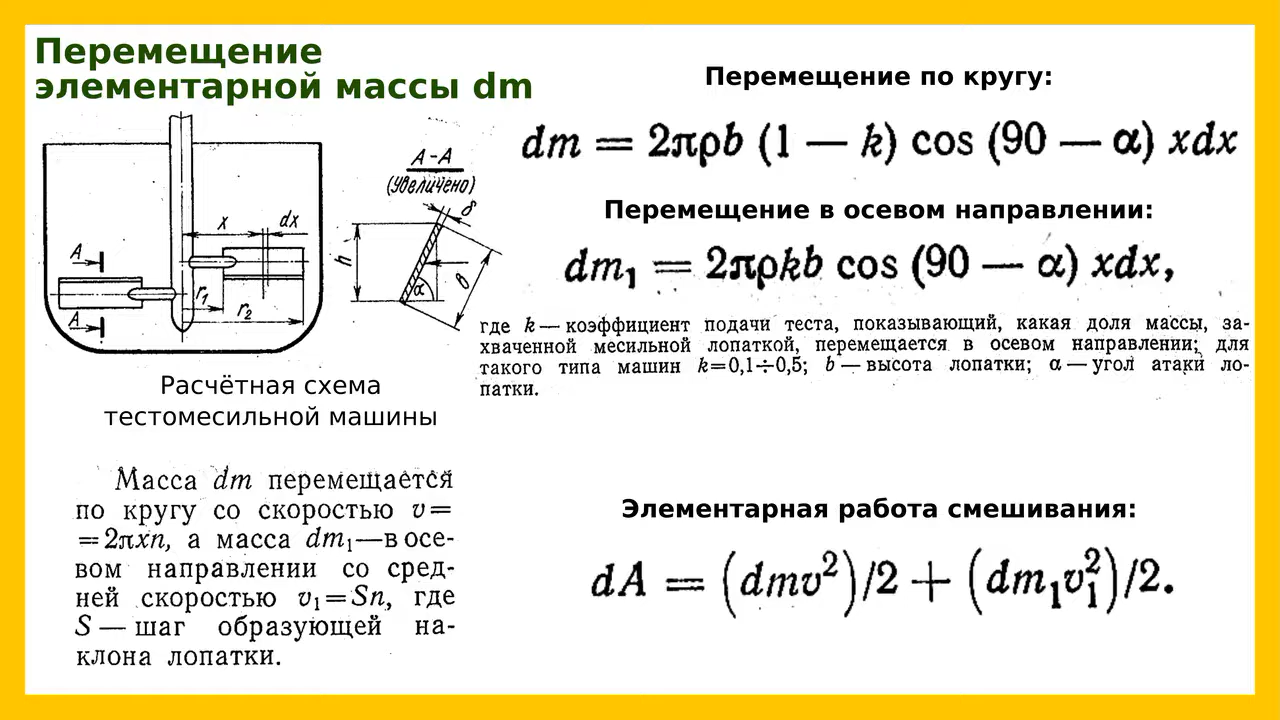 Перемещение
элементарной массы dm
A-A
(Увеличено)
δ
x
dx
h
в
α
A
A
r₁
r₂
Расчётная схема
тестомесильной машины
Масса dm перемещается
по кругу со скоростью v=
=2πxn, а масса dm₁—в осе-
вом направлении со сред-
ней скоростью v₁=Sn, где
S — шаг образующей на-
клона лопатки.
Перемещение по кругу:
dm = 2πρb (1 — k) cos (90 — α) xdx
Перемещение в осевом направлении:
dm₁ = 2πρkb cos (90 — α) xdx,
где k — коэффициент подачи теста, показывающий, какая доля массы, за-
хваченной месильной лопаткой, перемещается в осевом направлении; для
такого типа машин k=0,1÷0,5; b — высота лопатки; α — угол атаки ло-
патки.
Элементарная работа смешивания:
dA = (dmv²)/2 + (dm₁v₁²)/2.